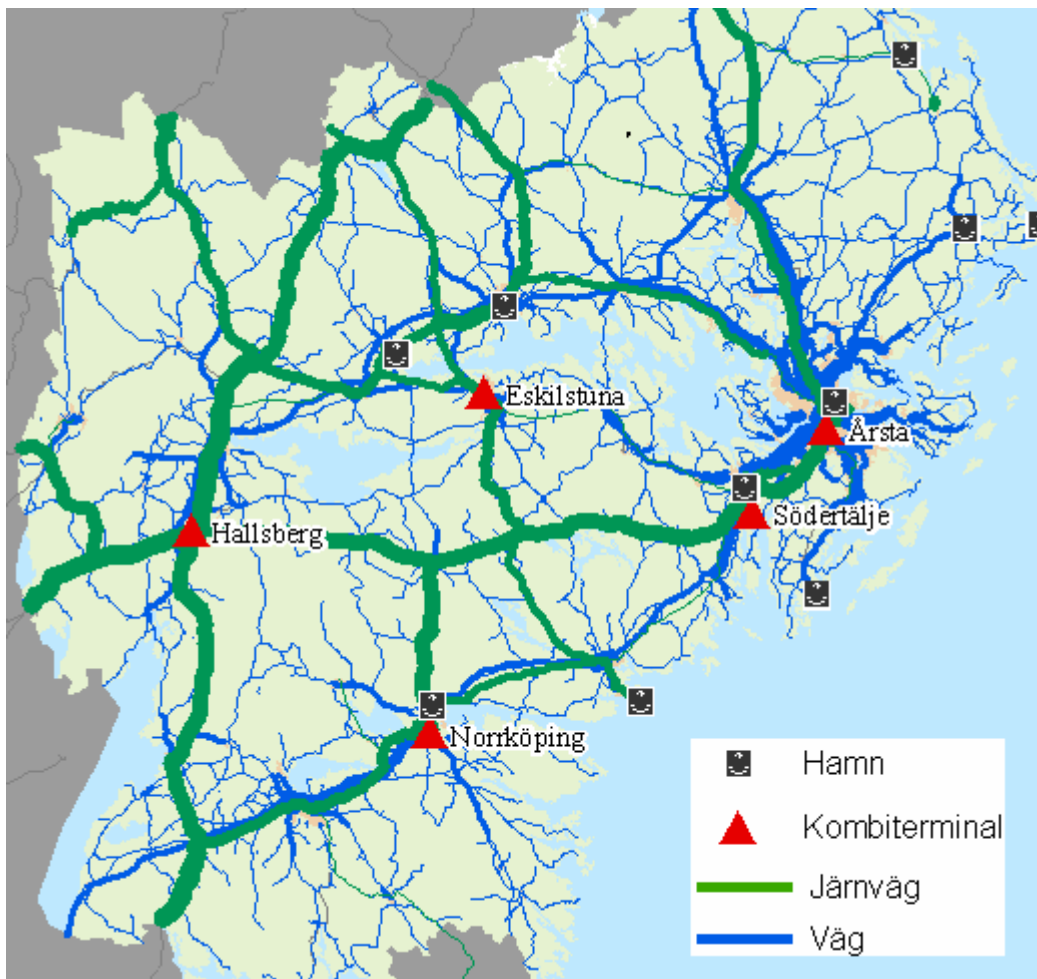 Eskilstuna
Årsta
Södertälje
Hallsberg
Norrköping
Hamn
Kombiterminal
Järnväg
Väg